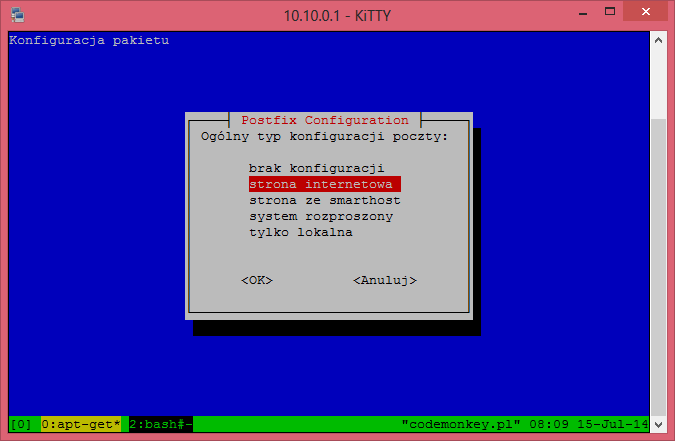 10.10.0.1 - KiTTY
Konfiguracja pakietu
Postfix Configuration
Ogólny typ konfiguracji poczty:
brak konfiguracji
strona internetowa
strona ze smarthost
system rozproszony
tylko lokalna
<OK> <Anuluj>
[0] 0:apt-get* 2:bash#- "codemonkey.pl" 08:09 15-Jul-14